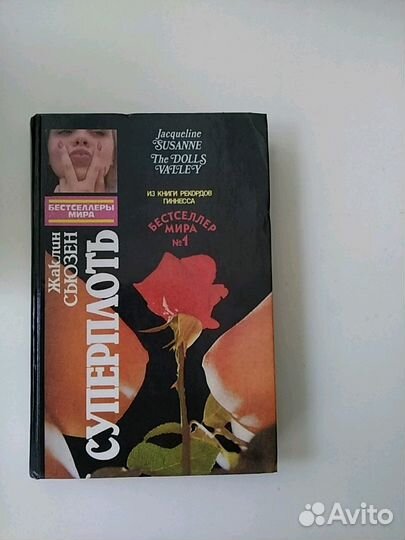 Jacqueline
SUSANNE
The DOLLS
VALLEY
ИЗ КНИГИ РЕКОРДОВ
ГИННЕССА
БЕСТСЕЛЛЕР
МИРА
№1
БЕСТСЕЛЛЕРЫ
МИРА
Жаклин
СЬЮЗЕН
СУПЕРПЛОТЬ
Avito